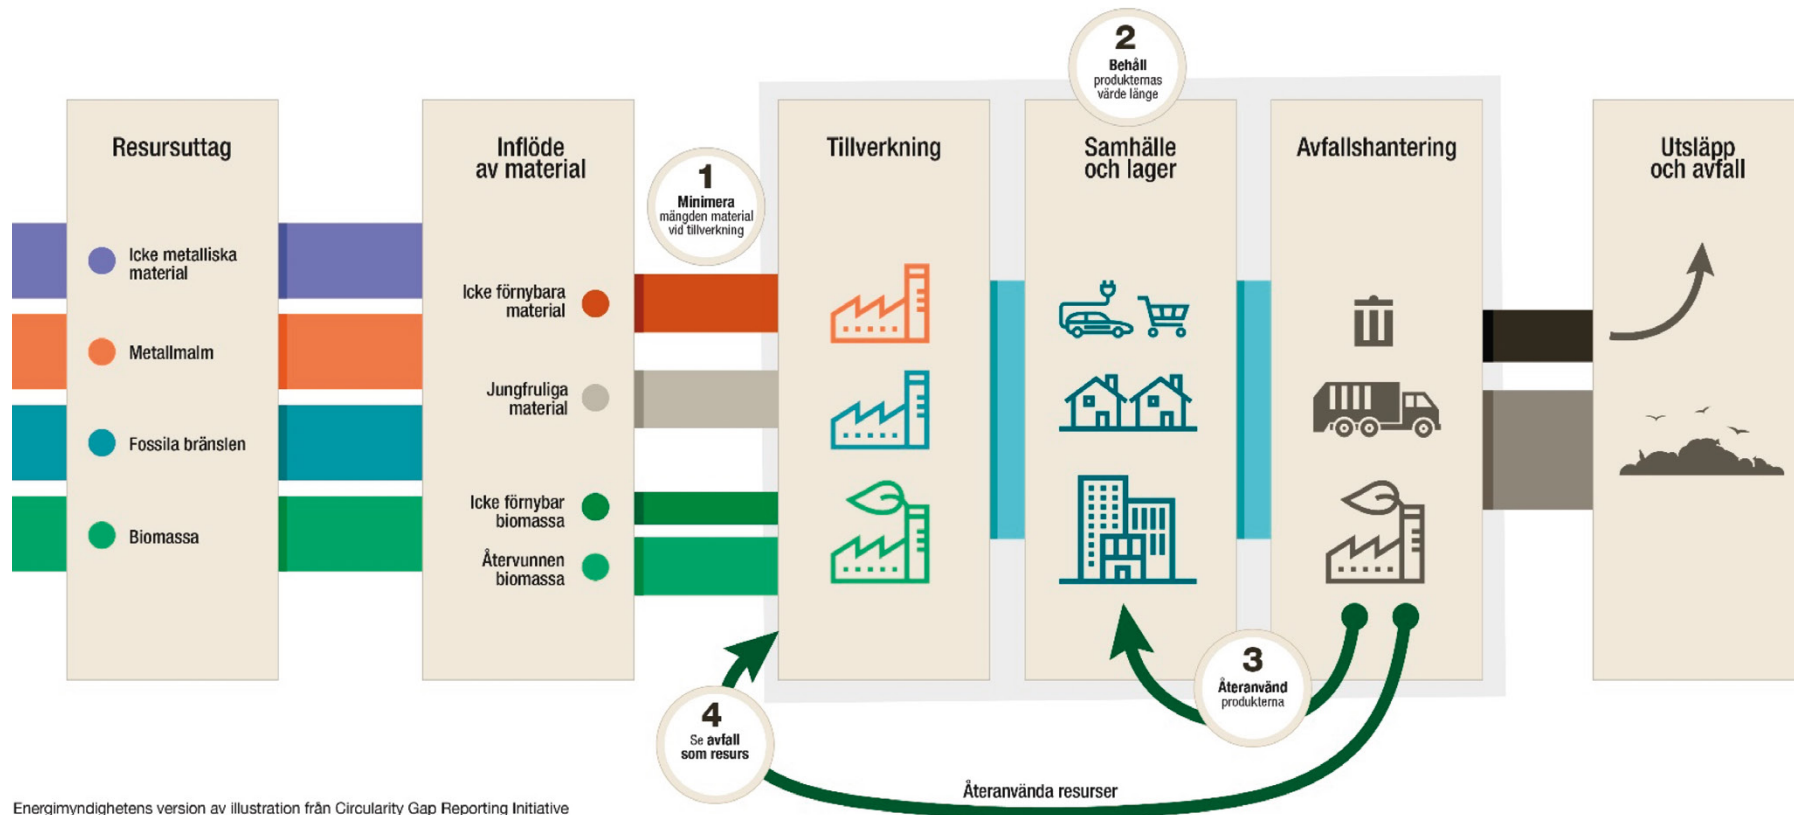 Resursuttag
Icke metalliska
material
Metallmalm
Fossila bränslen
Biomassa
Inflöde
av material
Icke förnybara
material
Jungfruliga
material
Icke förnybar
biomassa
Återvunnen
biomassa
1
Minimera
mängden material
vid tillverkning
Tillverkning
2
Behåll
produkternas
värde länge
Samhälle
och lager
Avfallshantering
Utsläpp
och avfall
3
Återanvänd
produkterna
4
Se avfall
som resurs
Återanvända resurser
Energimyndighetens version av illustration från Circularity Gap Reporting Initiative